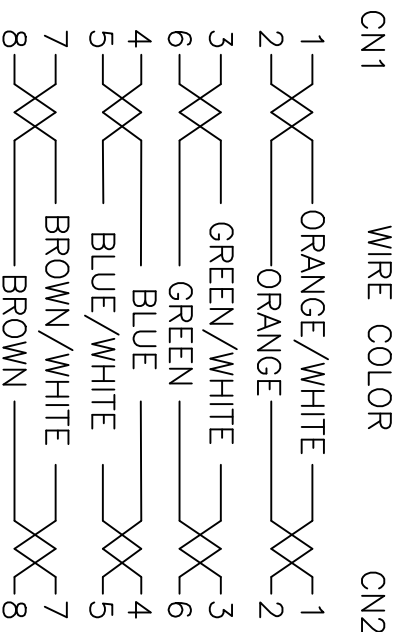 CN1 WIRE COLOR CN2
1 ORANGE/WHITE 1
2 ORANGE 2
3 GREEN/WHITE 3
6 GREEN 6
4 BLUE 4
5 BLUE/WHITE 5
7 BROWN/WHITE 7
8 BROWN 8